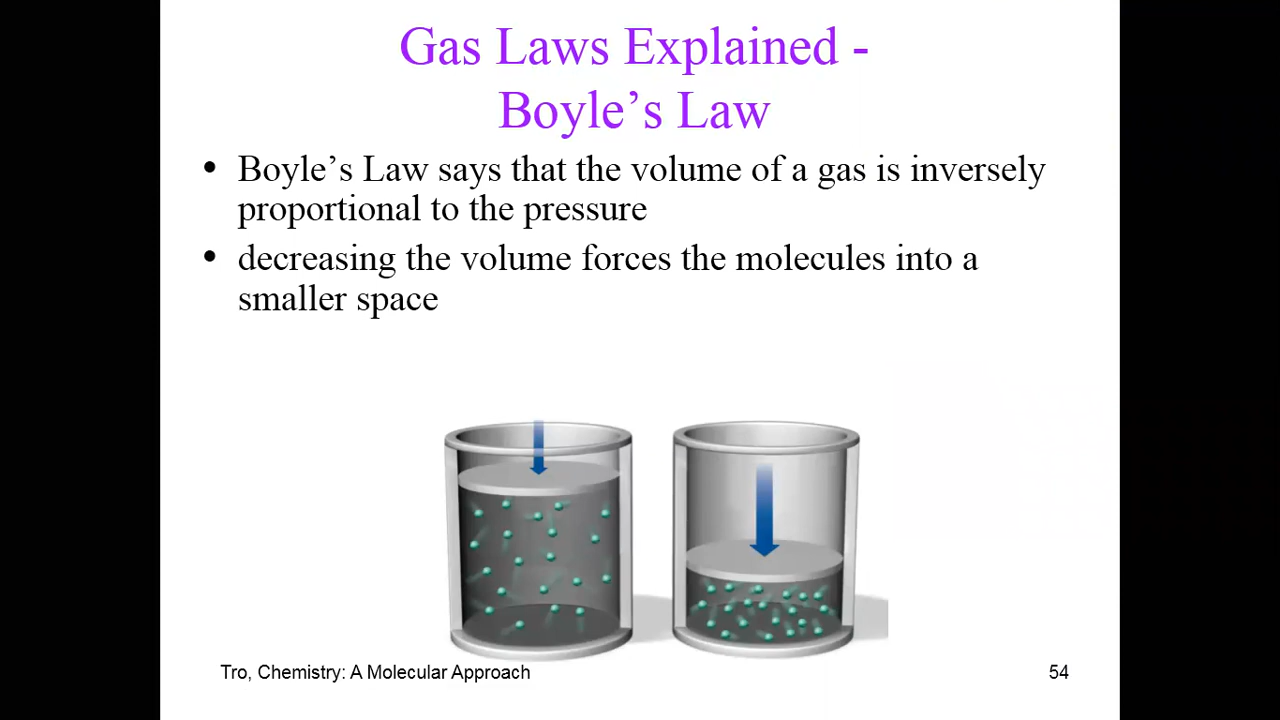 Gas Laws Explained -
Boyle’s Law
• Boyle’s Law says that the volume of a gas is inversely
proportional to the pressure
• decreasing the volume forces the molecules into a
smaller space
Tro, Chemistry: A Molecular Approach
54